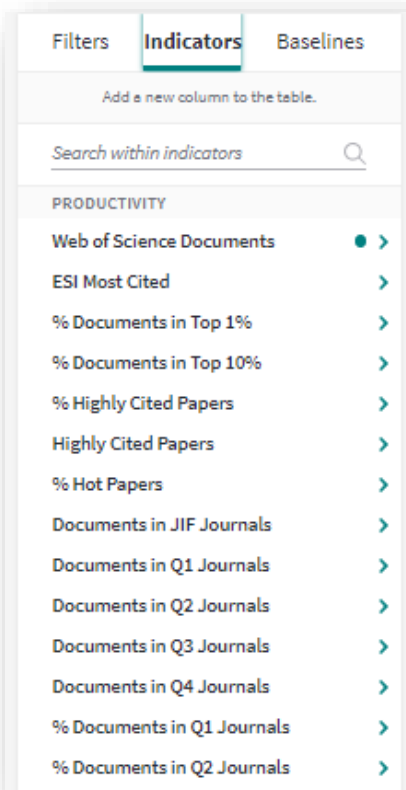 Filters Indicators Baselines
Add a new column to the table.
Search within indicators
PRODUCTIVITY
Web of Science Documents
ESI Most Cited
% Documents in Top 1%
% Documents in Top 10%
% Highly Cited Papers
Highly Cited Papers
% Hot Papers
Documents in JIF Journals
Documents in Q1 Journals
Documents in Q2 Journals
Documents in Q3 Journals
Documents in Q4 Journals
% Documents in Q1 Journals
% Documents in Q2 Journals